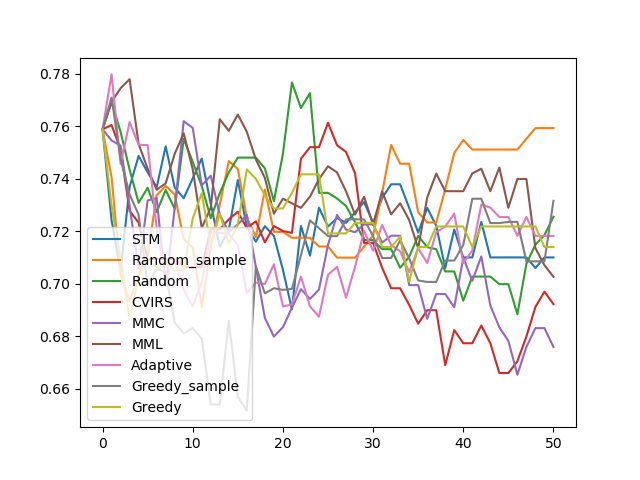 0.78
0.76
0.74
0.72
0.70
0.68
0.66
STM
Random_sample
Random
CVIRS
MMC
MML
Adaptive
Greedy_sample
Greedy
0 10 20 30 40 50